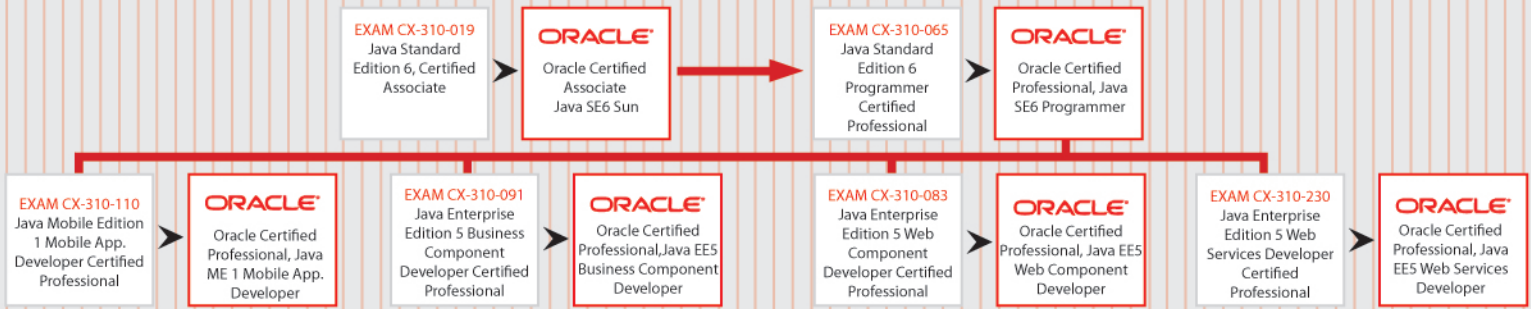 EXAM CX-310-019
Java Standard
Edition 6, Certified
Associate
ORACLE®
Oracle Certified
Associate
Java SE6 Sun
EXAM CX-310-065
Java Standard
Edition 6
Programmer
Certified
Professional
ORACLE®
Oracle Certified
Professional, Java
SE6 Programmer
EXAM CX-310-110
Java Mobile Edition
1 Mobile App.
Developer Certified
Professional
ORACLE®
Oracle Certified
Professional, Java
ME 1 Mobile App.
Developer
EXAM CX-310-091
Java Enterprise
Edition 5 Business
Component
Developer Certified
Professional
ORACLE®
Oracle Certified
Professional,Java EE5
Business Component
Developer
EXAM CX-310-083
Java Enterprise
Edition 5 Web
Component
Developer Certified
Professional
ORACLE®
Oracle Certified
Professional, Java EE5
Web Component
Developer
EXAM CX-310-230
Java Enterprise
Edition 5 Web
Services Developer
Certified
Professional
ORACLE®
Oracle Certified
Professional, Java
EE5 Web Services
Developer